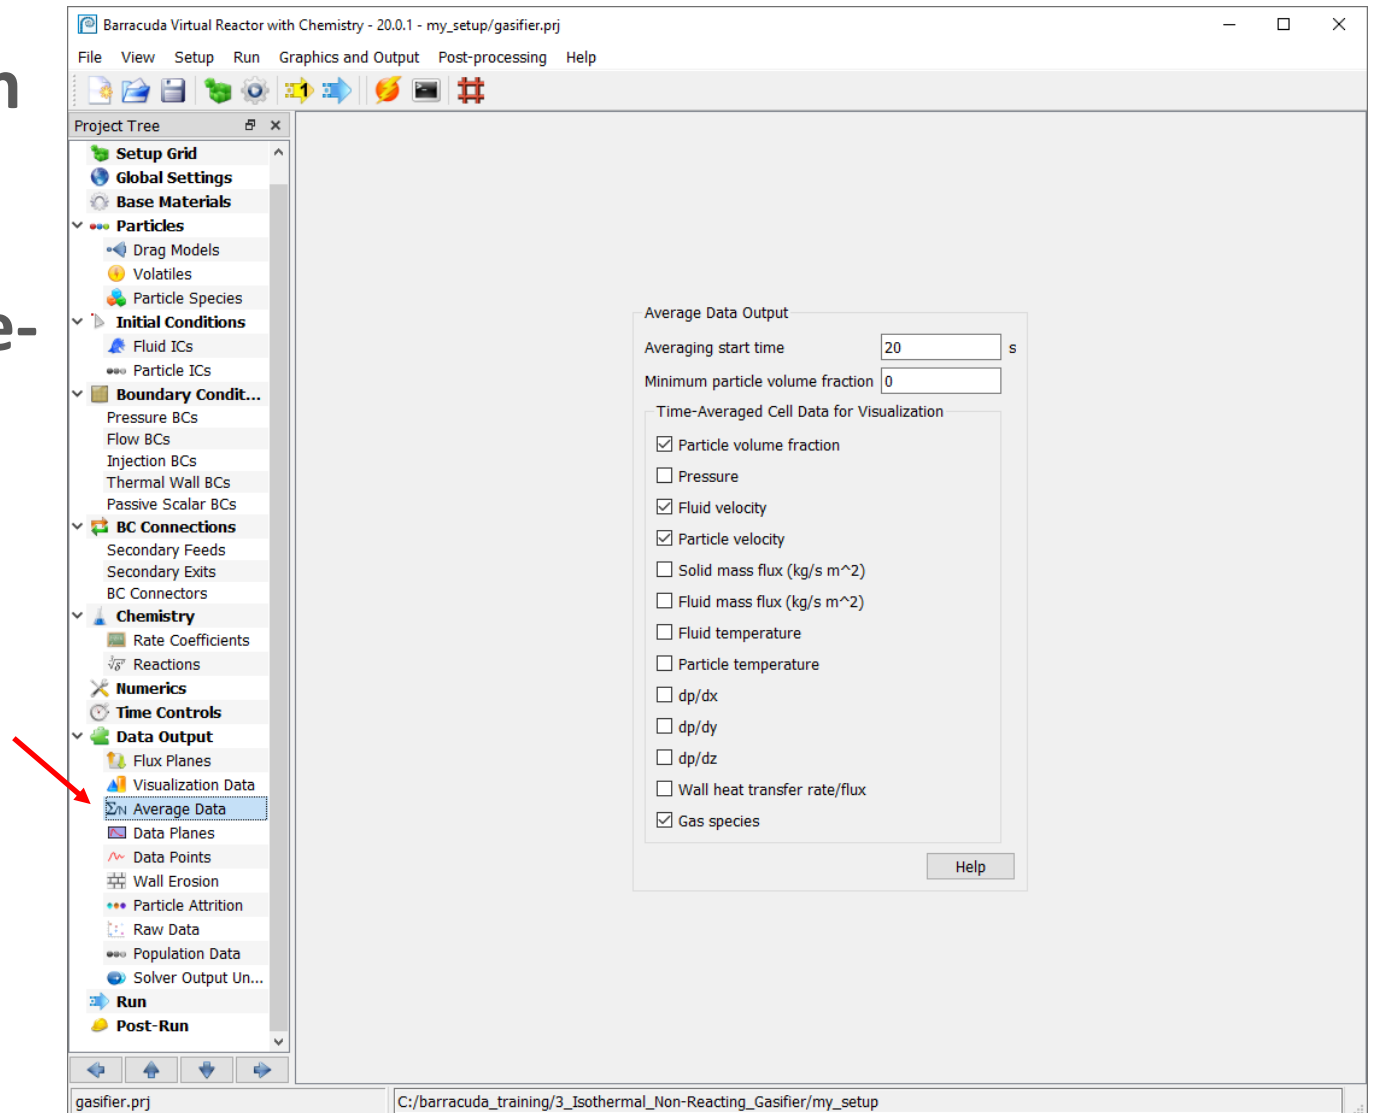 n
e-
Barracuda Virtual Reactor with Chemistry - 20.0.1 - my_setup/gasifier.prj
File View Setup Run Graphics and Output Post-processing Help
Project Tree
Setup Grid
Global Settings
Base Materials
Particles
Drag Models
Volatiles
Particle Species
Initial Conditions
Fluid ICs
Particle ICs
Boundary Condit...
Pressure BCs
Flow BCs
Injection BCs
Thermal Wall BCs
Passive Scalar BCs
BC Connections
Secondary Feeds
Secondary Exits
BC Connectors
Chemistry
Rate Coefficients
Reactions
Numerics
Time Controls
Data Output
Flux Planes
Visualization Data
Σ/N Average Data
Data Planes
Data Points
Wall Erosion
Particle Attrition
Raw Data
Population Data
Solver Output Un...
Run
Post-Run
Average Data Output
Averaging start time 20 s
Minimum particle volume fraction 0
Time-Averaged Cell Data for Visualization
Particle volume fraction
Pressure
Fluid velocity
Particle velocity
Solid mass flux (kg/s m^2)
Fluid mass flux (kg/s m^2)
Fluid temperature
Particle temperature
dp/dx
dp/dy
dp/dz
Wall heat transfer rate/flux
Gas species
Help
gasifier.prj
C:/barracuda_training/3_Isothermal_Non-Reacting_Gasifier/my_setup